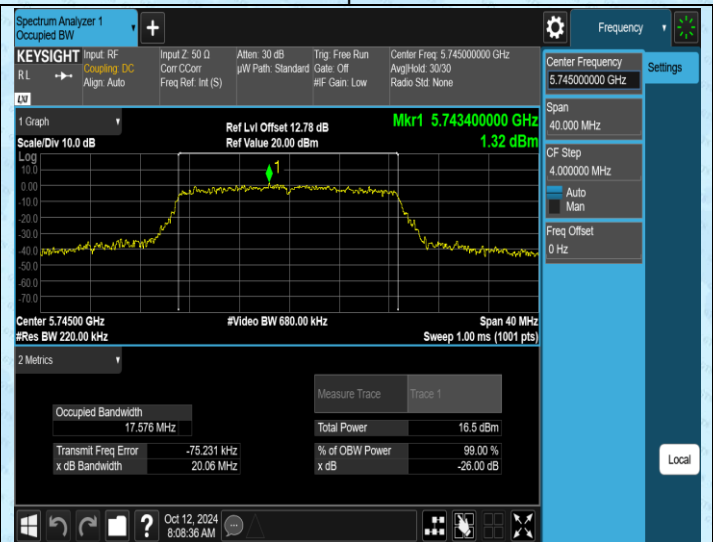 Spectrum Analyzer 1
Occupied BW
+
Frequency
KEYSIGHT
RL
LXI
Input: RF
Coupling: DC
Align: Auto
Input Z: 50 Ω
Corr CCorr
Freq Ref: Int (S)
Atten: 30 dB
µW Path: Standard
Trig: Free Run
Gate: Off
#IF Gain: Low
Center Freq: 5.745000000 GHz
Avg|Hold: 30/30
Radio Std: None
Center Frequency
5.745000000 GHz
Settings
Span
40.000 MHz
CF Step
4.000000 MHz
Auto
Man
Freq Offset
0 Hz
1 Graph
Scale/Div 10.0 dB
Ref Lvl Offset 12.78 dB
Ref Value 20.00 dBm
Mkr1 5.743400000 GHz
1.32 dBm
Log
10.0
0.00
-10.0
-20.0
-30.0
-40.0
-50.0
-60.0
-70.0
1
Center 5.74500 GHz
#Res BW 220.00 kHz
#Video BW 680.00 kHz
Span 40 MHz
Sweep 1.00 ms (1001 pts)
2 Metrics
Measure Trace
Trace 1
Occupied Bandwidth
17.576 MHz
Total Power
16.5 dBm
Transmit Freq Error
-75.231 kHz
% of OBW Power
99.00 %
x dB Bandwidth
20.06 MHz
x dB
-26.00 dB
Local
?
Oct 12, 2024
8:08:36 AM